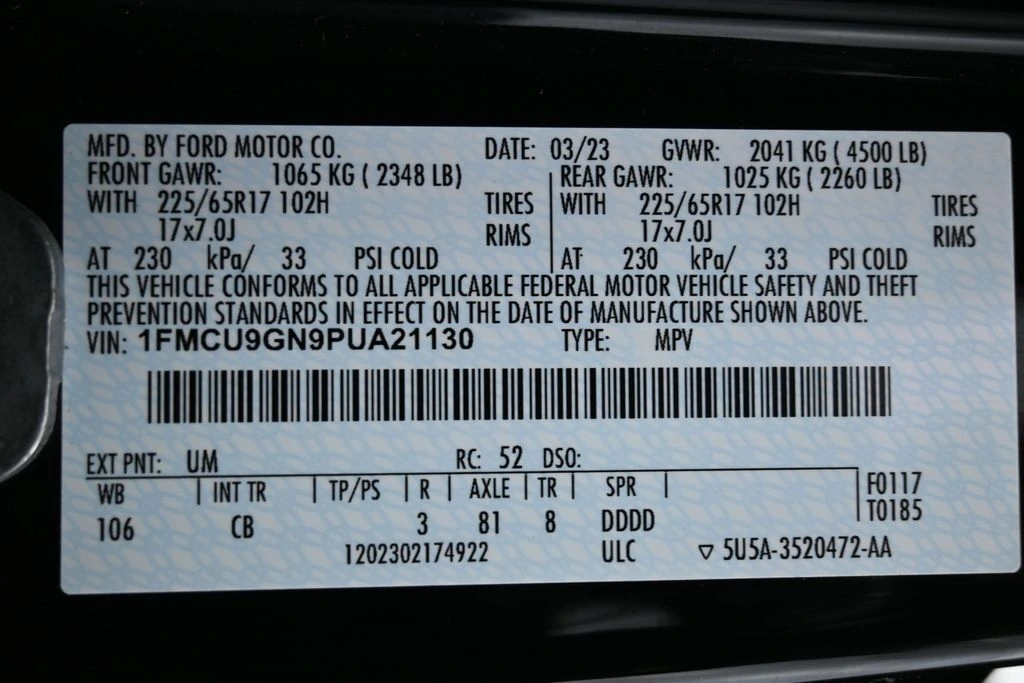 MFD. BY FORD MOTOR CO. DATE: 03/23 GVWR: 2041 KG ( 4500 LB)
FRONT GAWR: 1065 KG ( 2348 LB) REAR GAWR: 1025 KG ( 2260 LB)
WITH 225/65R17 102H TIRES WITH 225/65R17 102H TIRES
17x7.0J RIMS 17x7.0J RIMS
AT 230 kPa/ 33 PSI COLD AT 230 kPa/ 33 PSI COLD
THIS VEHICLE CONFORMS TO ALL APPLICABLE FEDERAL MOTOR VEHICLE SAFETY AND THEFT
PREVENTION STANDARDS IN EFFECT ON THE DATE OF MANUFACTURE SHOWN ABOVE.
VIN: 1FMCU9GN9PUA21130 TYPE: MPV
EXT PNT: UM RC: 52 DSO:
WB INT TR TP/PS R AXLE TR SPR F0117
106 CB 3 81 8 DDDD T0185
1202302174922 ULC ▽ 5U5A-3520472-AA